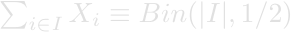 ∑_{i∈I} X_i ≡ Bin(|I|, 1/2)